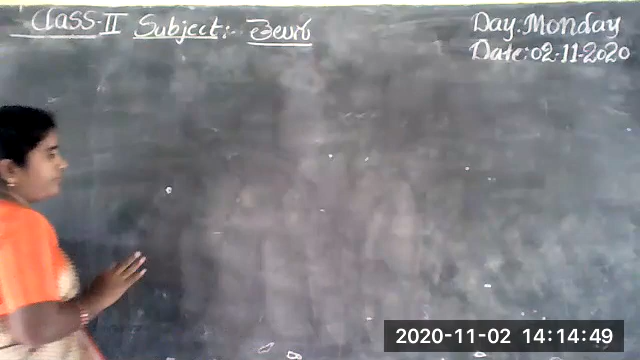 CLASS-II Subject:- తెలుగు
Day:Monday
Date:02-11-2020
2020-11-02 14:14:49